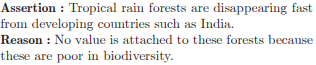 Assertion : Tropical rain forests are disappearing fast
from developing countries such as India.
Reason : No value is attached to these forests because
these are poor in biodiversity.